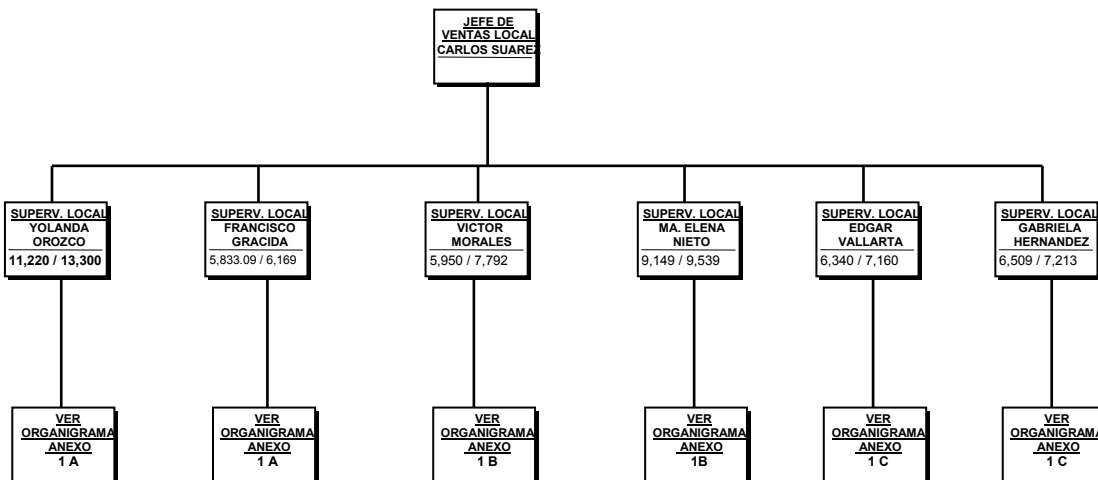 JEFE DE
VENTAS LOCAL
CARLOS SUAREZ
SUPERV. LOCAL
YOLANDA
OROZCO
11,220 / 13,300
SUPERV. LOCAL
FRANCISCO
GRACIDA
5,833.09 / 6,169
SUPERV. LOCAL
VICTOR
MORALES
5,950 / 7,792
SUPERV. LOCAL
MA. ELENA
NIETO
9,149 / 9,539
SUPERV. LOCAL
EDGAR
VALLARTA
6,340 / 7,160
SUPERV. LOCAL
GABRIELA
HERNANDEZ
6,509 / 7,213
VER
ORGANIGRAMA
ANEXO
1 A
VER
ORGANIGRAMA
ANEXO
1 A
VER
ORGANIGRAMA
ANEXO
1 B
VER
ORGANIGRAMA
ANEXO
1B
VER
ORGANIGRAMA
ANEXO
1 C
VER
ORGANIGRAMA
ANEXO
1 C